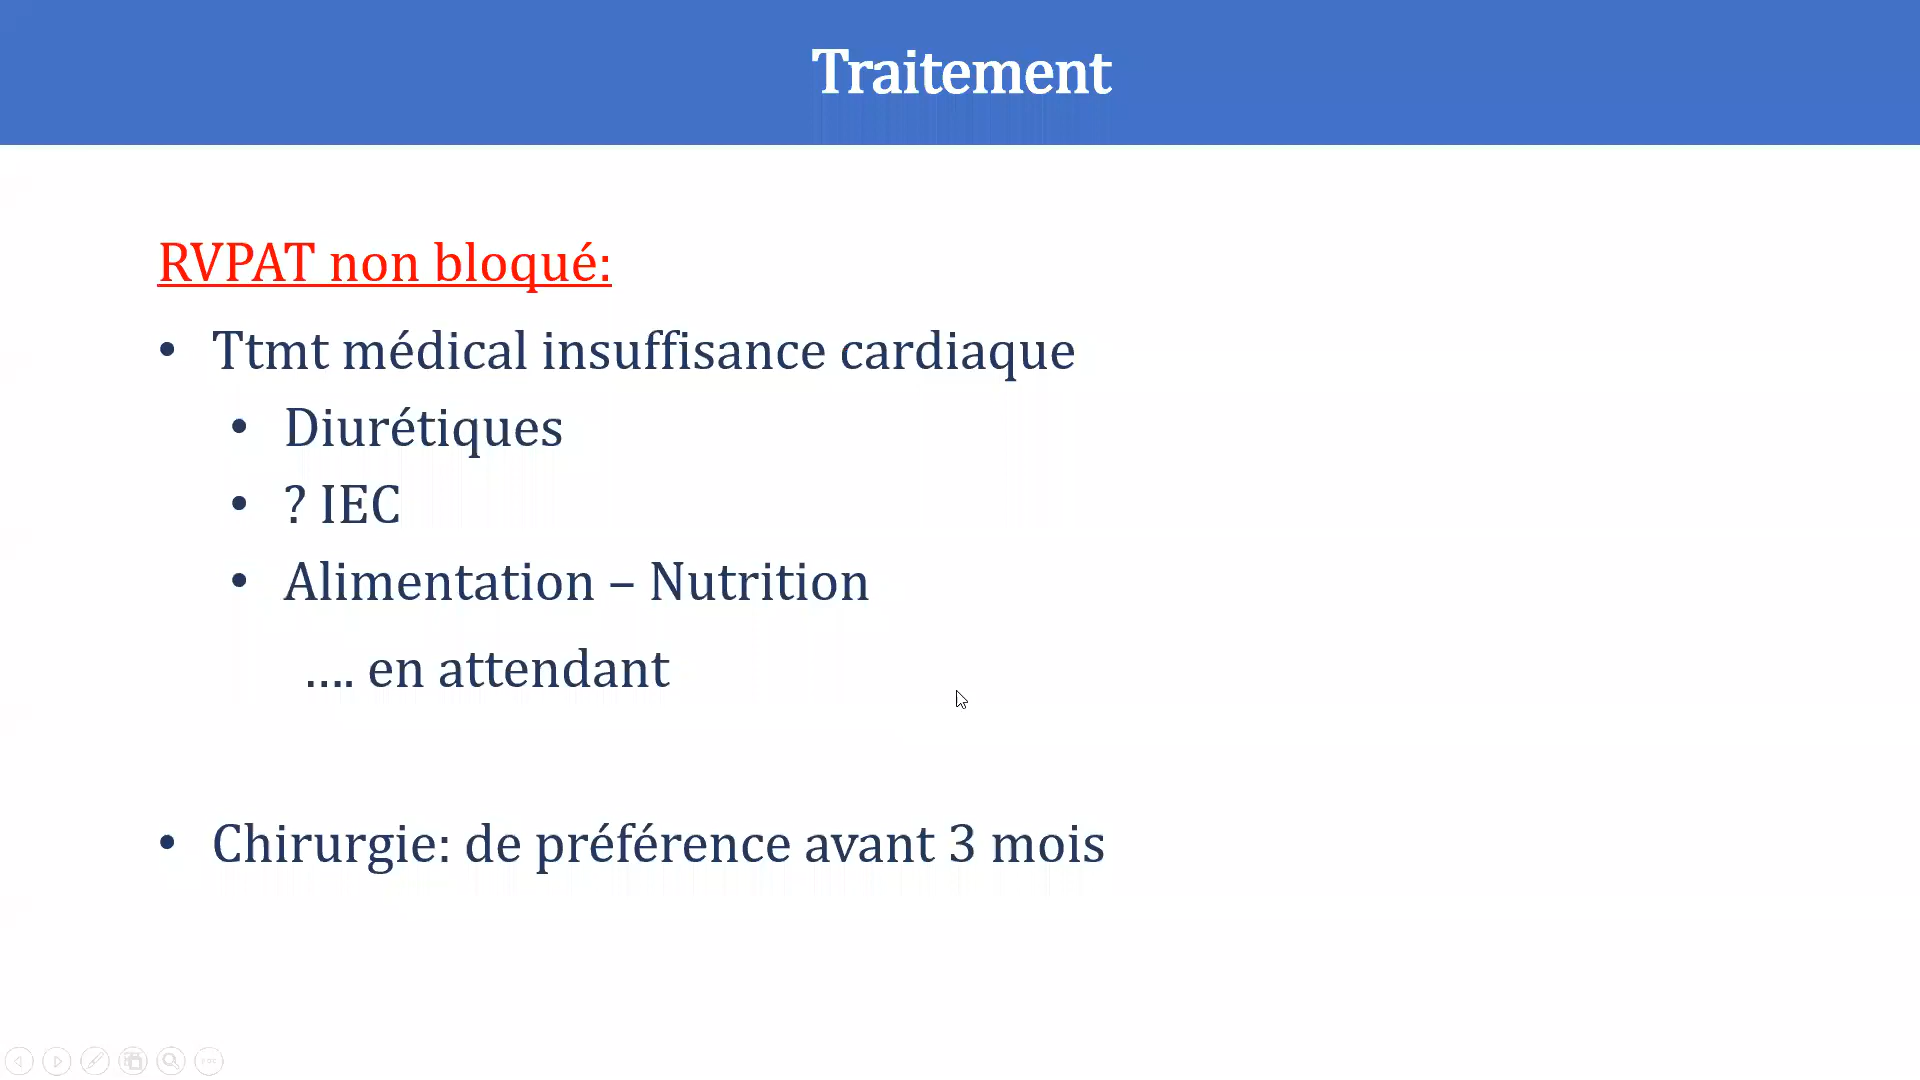 Traitement
RVPAT non bloqué:
• Ttmt médical insuffisance cardiaque
• Diurétiques
• ? IEC
• Alimentation – Nutrition
.... en attendant
• Chirurgie: de préférence avant 3 mois